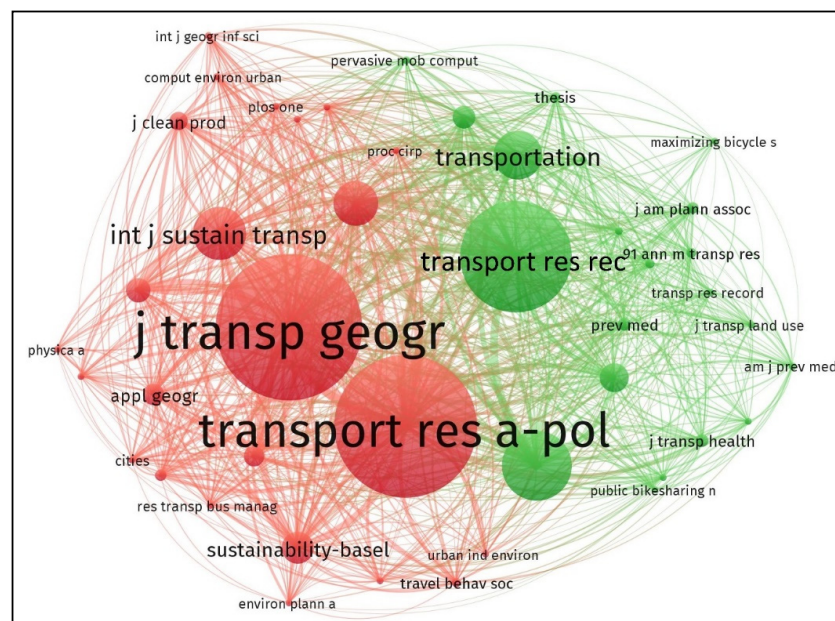 int j geogr inf sci
pervasive mob comput
comput environ urban
thesis
plos one
j clean prod
maximizing bicycle s
proc cirp
transportation
j am plann assoc
int j sustain transp
91 ann m transp res
transport res rec
transp res record
prev med
j transp land use
j transp geogr
physica a
am j prev med
appl geogr
transport res a-pol
j transp health
cities
public bikesharing n
res transp bus manag
sustainability-basel
urban ind environ
travel behav soc
environ plann a